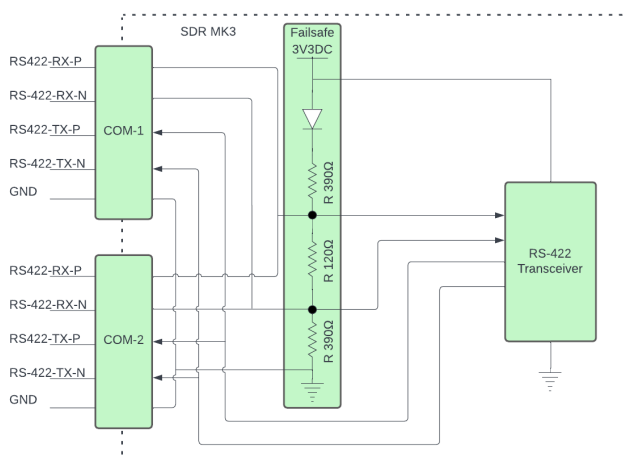 SDR MK3
Failsafe
3V3DC
RS422-RX-P
RS-422-RX-N
RS422-TX-P
COM-1
RS-422-TX-N
GND
R 390Ω
R 120Ω
R 390Ω
RS-422
Transceiver
RS422-RX-P
RS-422-RX-N
RS422-TX-P
COM-2
RS-422-TX-N
GND